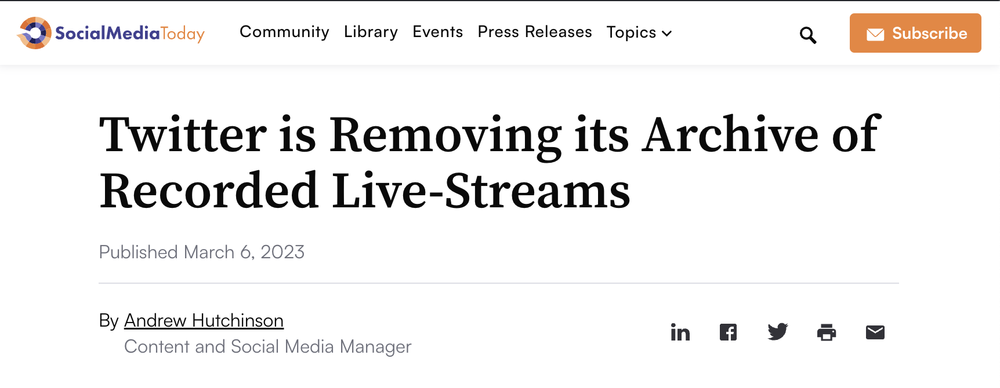 SocialMediaToday
Community Library Events Press Releases Topics
Subscribe
Twitter is Removing its Archive of
Recorded Live-Streams
Published March 6, 2023
By Andrew Hutchinson
Content and Social Media Manager